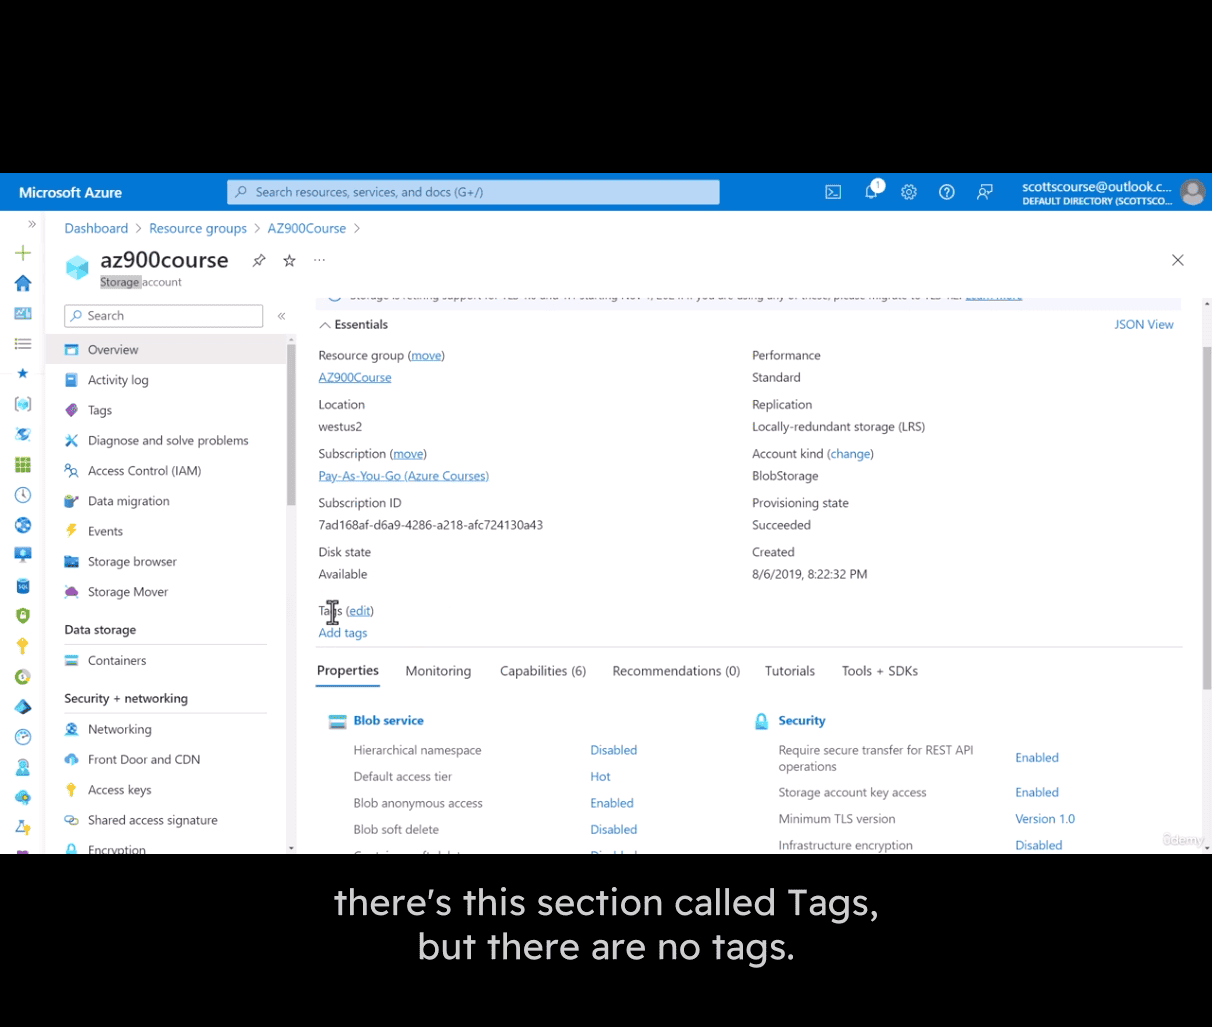 Microsoft Azure
Search resources, services, and docs (G+/)
1
scottscourse@outlook.c...
DEFAULT DIRECTORY (SCOTTSCO...
Dashboard > Resource groups > AZ900Course >
az900course
Storage account
Search
Overview
Activity log
Tags
Diagnose and solve problems
Access Control (IAM)
Data migration
Events
Storage browser
Storage Mover
Data storage
Containers
Security + networking
Networking
Front Door and CDN
Access keys
Shared access signature
Encryption
Essentials
JSON View
Resource group (move)
AZ900Course
Location
westus2
Subscription (move)
Pay-As-You-Go (Azure Courses)
Subscription ID
7ad168af-d6a9-4286-a218-afc724130a43
Disk state
Available
Tags (edit)
Add tags
Performance
Standard
Replication
Locally-redundant storage (LRS)
Account kind (change)
BlobStorage
Provisioning state
Succeeded
Created
8/6/2019, 8:22:32 PM
Properties Monitoring Capabilities (6) Recommendations (0) Tutorials Tools + SDKs
Blob service
Hierarchical namespace Disabled
Default access tier Hot
Blob anonymous access Enabled
Blob soft delete Disabled
Security
Require secure transfer for REST API operations Enabled
Storage account key access Enabled
Minimum TLS version Version 1.0
Infrastructure encryption Disabled
ûdemy
there's this section called Tags,
but there are no tags.